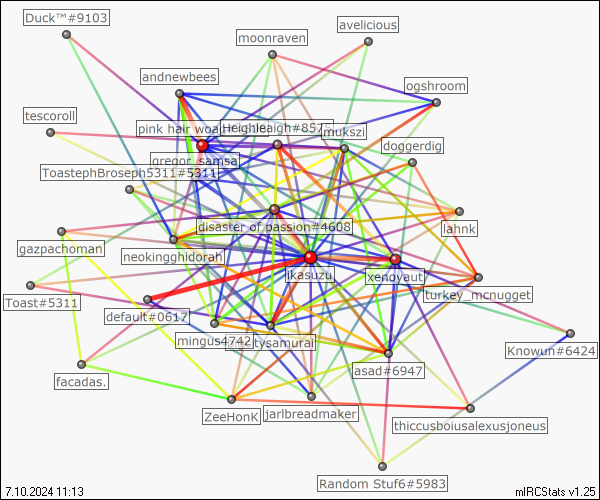 Duck™#9103
avelicious
moonraven
andnewbees
ogshroom
tescoroll
pink hair woa
Heighleaigh#857
mukszi
doggerdig
gregor_samsa
ToastephBroseph5311#5311
disaster of passion#4608
lahnk
gazpachoman
neokingghidorah
ikasuzu
xenoyaut
Toast#5311
turkey_mcnugget
default#0617
mingus4742
tysamurai
Knowun#6424
asad#6947
facadas.
ZeeHonK
jarlbreadmaker
thiccusboiusalexusjoneus
Random Stuf6#5983
7.10.2024 11:13
mIRCStats v1.25